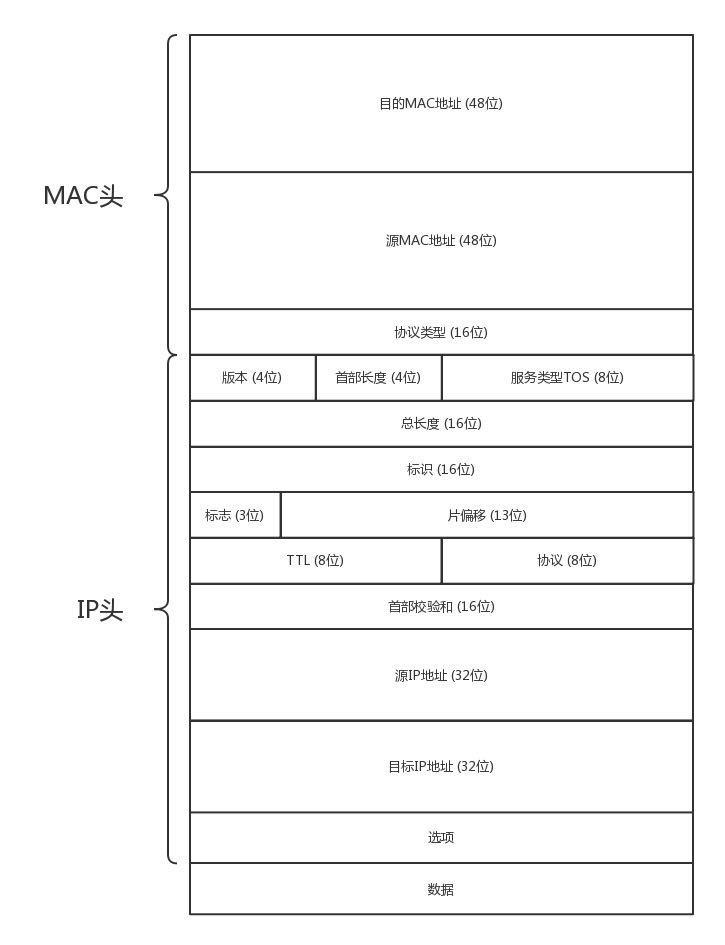 目的MAC地址 (48位)
MAC头
源MAC地址 (48位)
协议类型 (16位)
版本 (4位)
首部长度 (4位)
服务类型TOS (8位)
总长度 (16位)
标识 (16位)
标志 (3位)
片偏移 (13位)
TTL (8位)
协议 (8位)
IP头
首部校验和 (16位)
源IP地址 (32位)
目标IP地址 (32位)
选项
数据